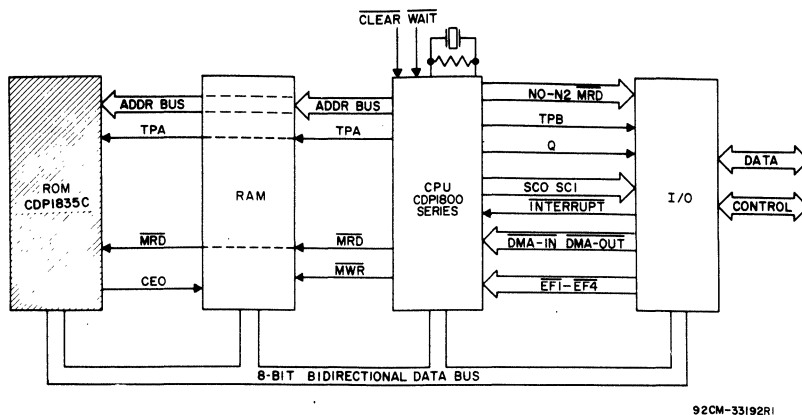 CLEAR WAIT
ADDR BUS
ADDR BUS
NO-N2 MRD
TPA
TPA
TPB
Q
DATA
ROM
CDP1835C
RAM
CPU
CDP1800
SERIES
SCO SCI
I/O
INTERRUPT
CONTROL
MRD
MRD
DMA-IN DMA-OUT
MWR
CEO
EF1-EF4
8-BIT BIDIRECTIONAL DATA BUS
92CM-33192RI